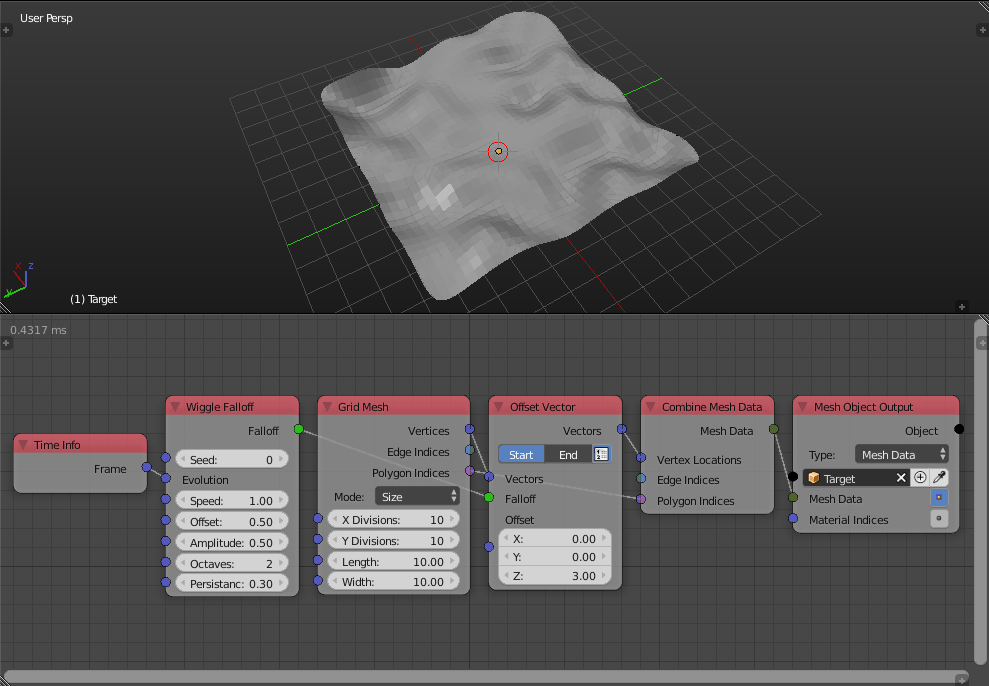 User Persp
X Z
Y
(1) Target
0.4317 ms
Time Info
Frame
Wiggle Falloff
Falloff
Seed: 0
Evolution
Speed: 1.00
Offset: 0.50
Amplitude: 0.50
Octaves: 2
Persistanc: 0.30
Grid Mesh
Vertices
Edge Indices
Polygon Indices
Mode: Size
X Divisions: 10
Y Divisions: 10
Length: 10.00
Width: 10.00
Offset Vector
Vectors
Start End
Vectors
Falloff
Offset
X: 0.00
Y: 0.00
Z: 3.00
Combine Mesh Data
Mesh Data
Vertex Locations
Edge Indices
Polygon Indices
Mesh Object Output
Object
Type: Mesh Data
Target
Mesh Data
Material Indices